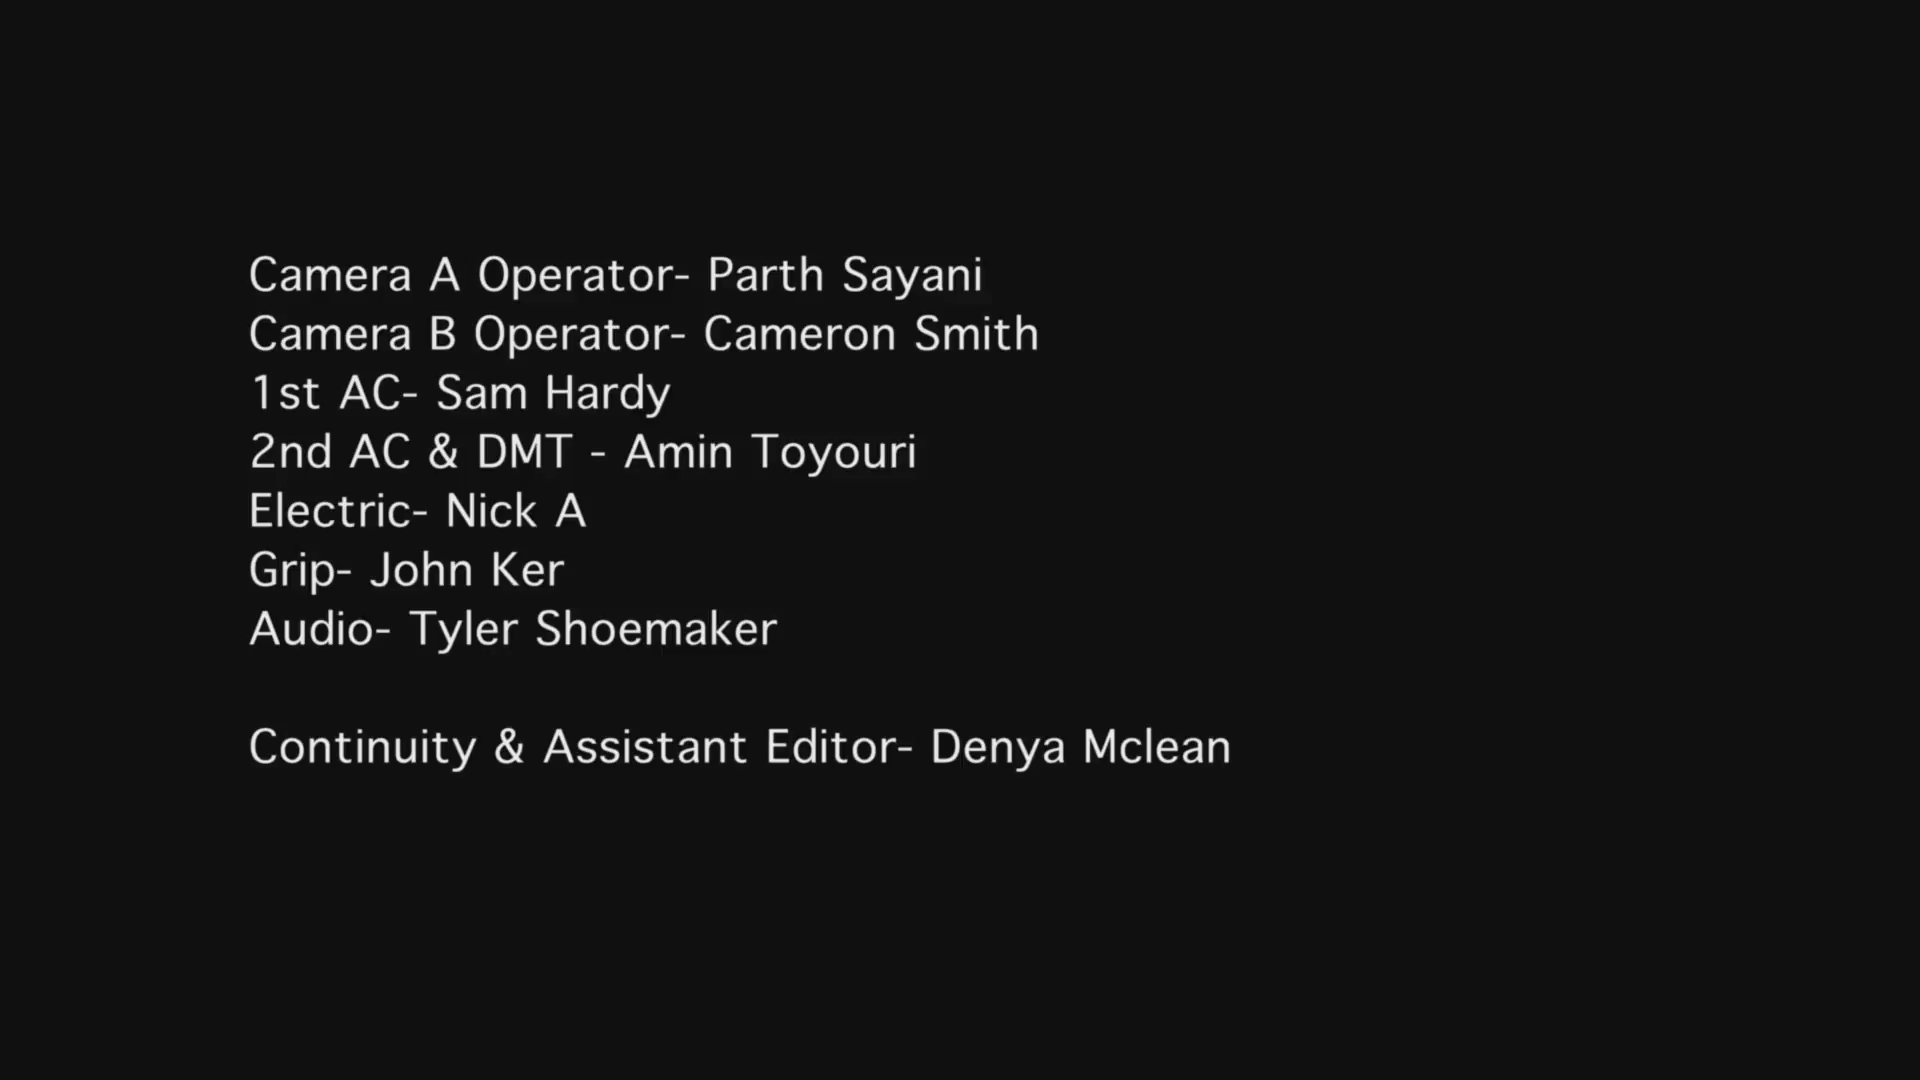 Camera A Operator- Parth Sayani
Camera B Operator- Cameron Smith
1st AC- Sam Hardy
2nd AC & DMT - Amin Toyouri
Electric- Nick A
Grip- John Ker
Audio- Tyler Shoemaker
Continuity & Assistant Editor- Denya Mclean